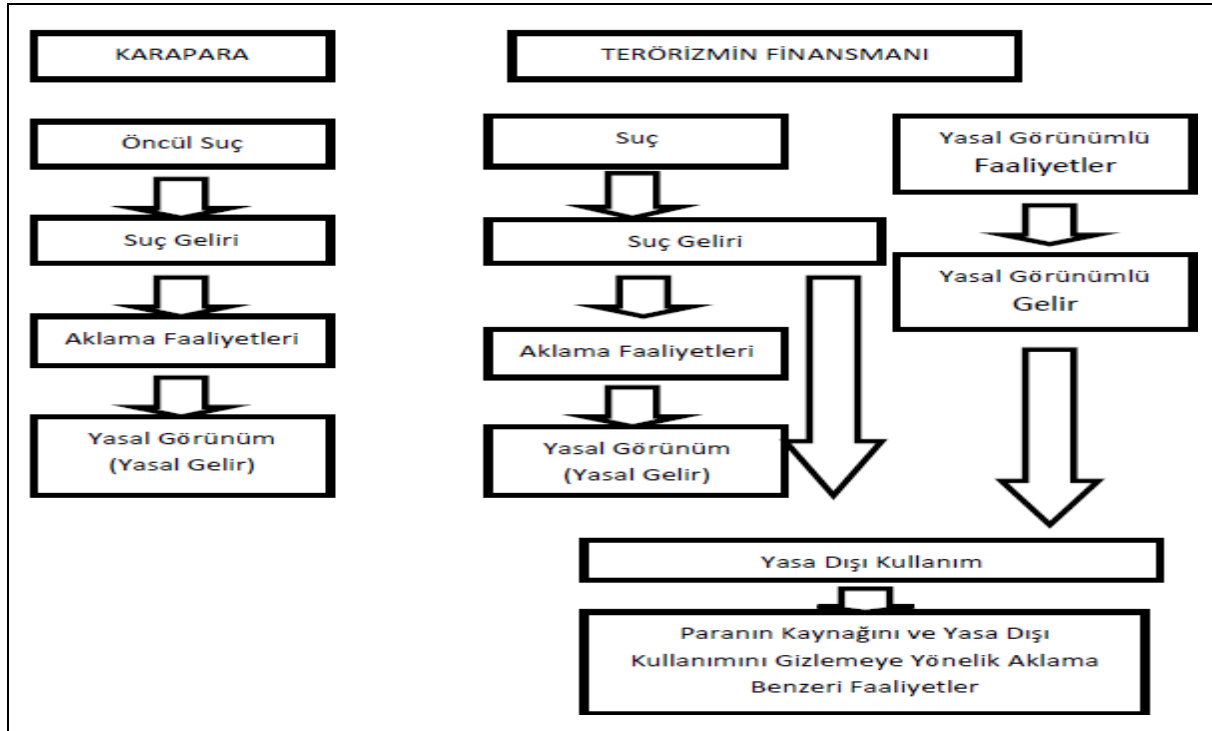 KARAPARA
TERÖRİZMİN FİNANSMANI
Öncül Suç
Suç Geliri
Aklama Faaliyetleri
Yasal Görünüm
(Yasal Gelir)
Suç
Suç Geliri
Aklama Faaliyetleri
Yasal Görünüm
(Yasal Gelir)
Yasal Görünümlü
Faaliyetler
Yasal Görünümlü
Gelir
Yasa Dışı Kullanım
Paranın Kaynağını ve Yasa Dışı
Kullanımını Gizlemeye Yönelik Aklama
Benzeri Faaliyetler